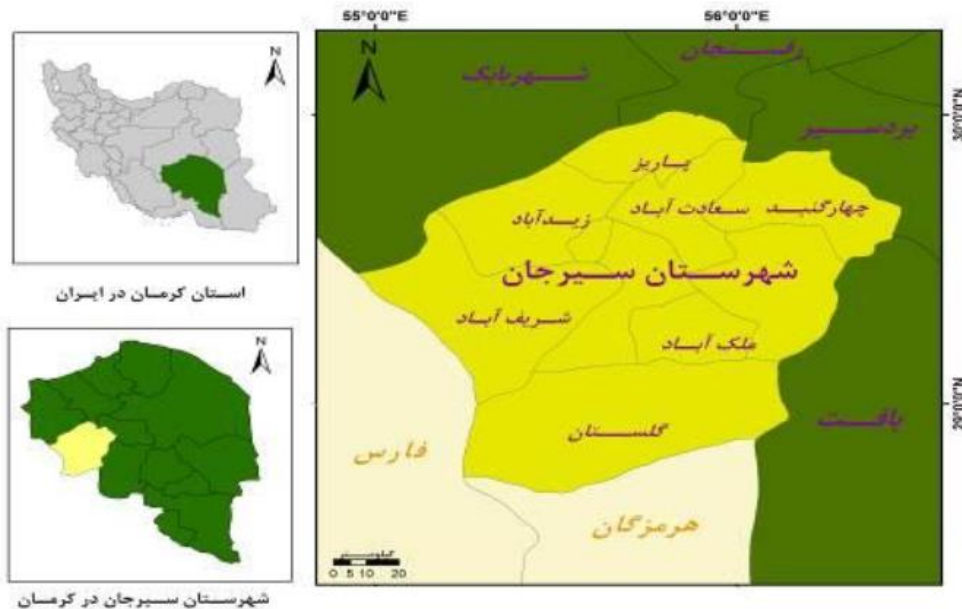 N
استان کرمان در ایران
N
شهرستان سیرجان در کرمان
55°0'0"E
56°0'0"E
N
شهربابک
رفسنجان
بردسیر
30°0'0"N
پاریز
چهارگنبد
سعادت آباد
زیدآباد
شهرستان سیرجان
شریف آباد
ملک آباد
29°0'0"N
بافت
گلستان
فارس
هرمزگان
کیلومتر
0 5 10 20